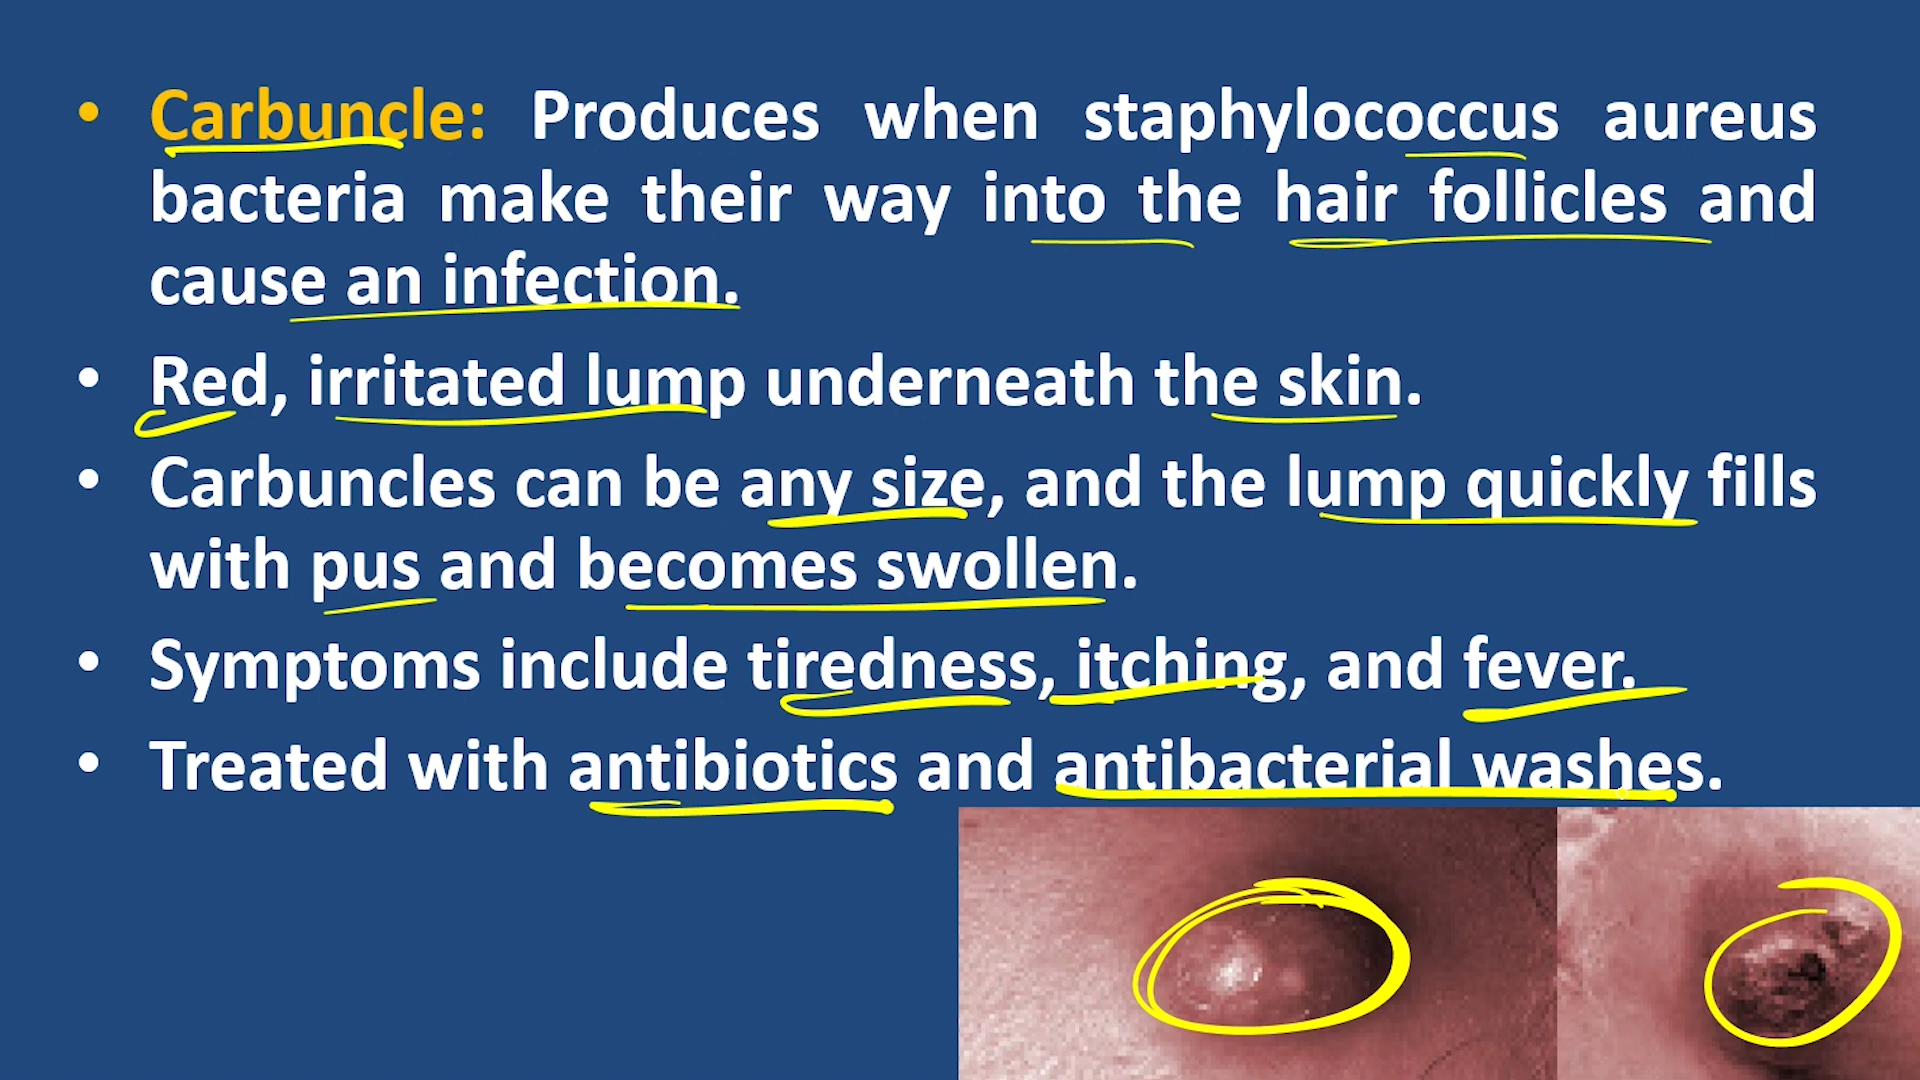 • Carbuncle: Produces when staphylococcus aureus
bacteria make their way into the hair follicles and
cause an infection.
• Red, irritated lump underneath the skin.
• Carbuncles can be any size, and the lump quickly fills
with pus and becomes swollen.
• Symptoms include tiredness, itching, and fever.
• Treated with antibiotics and antibacterial washes.